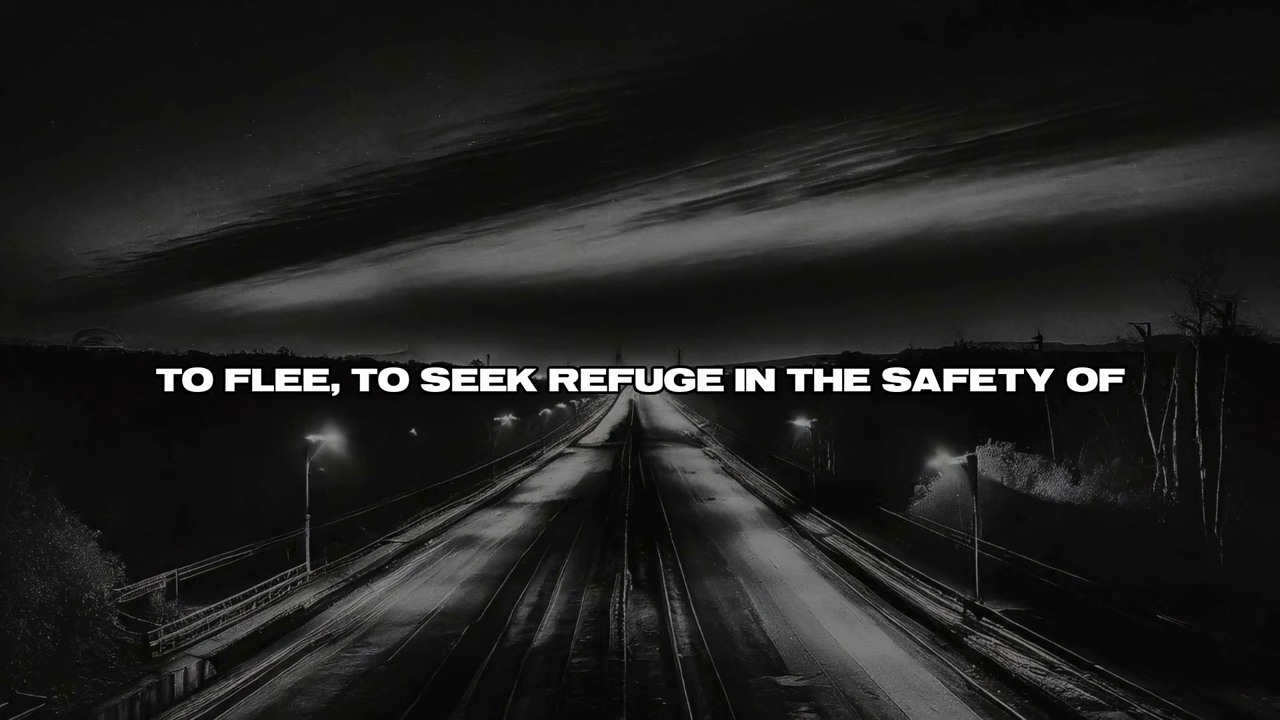 TO FLEE, TO SEEK REFUGE IN THE SAFETY OF